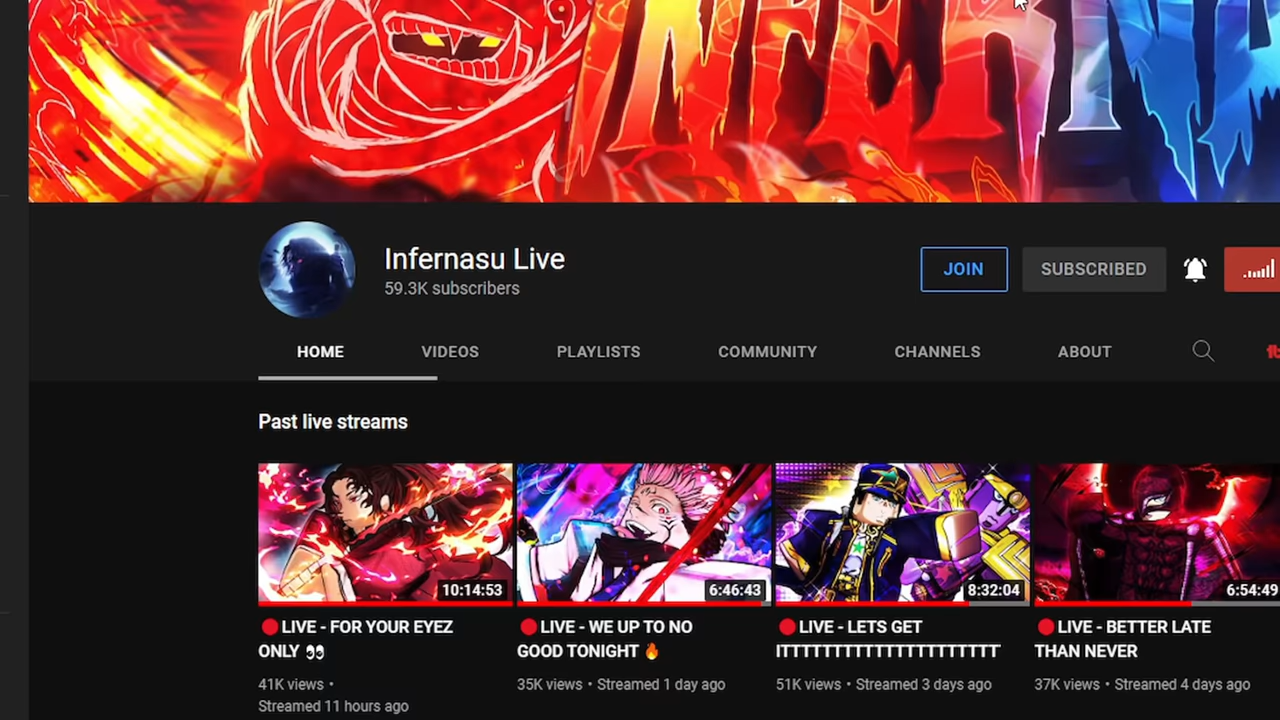 Infernasu Live
59.3K subscribers
JOIN
SUBSCRIBED
HOME
VIDEOS
PLAYLISTS
COMMUNITY
CHANNELS
ABOUT
Past live streams
10:14:53
6:46:43
8:32:04
6:54:49
🔴LIVE - FOR YOUR EYEZ
ONLY 👀
41K views •
Streamed 11 hours ago
🔴LIVE - WE UP TO NO
GOOD TONIGHT 🔥
35K views • Streamed 1 day ago
🔴LIVE - LETS GET
ITTTTTTTTTTTTTTTTTTTT
51K views • Streamed 3 days ago
🔴LIVE - BETTER LATE
THAN NEVER
37K views • Streamed 4 days ago